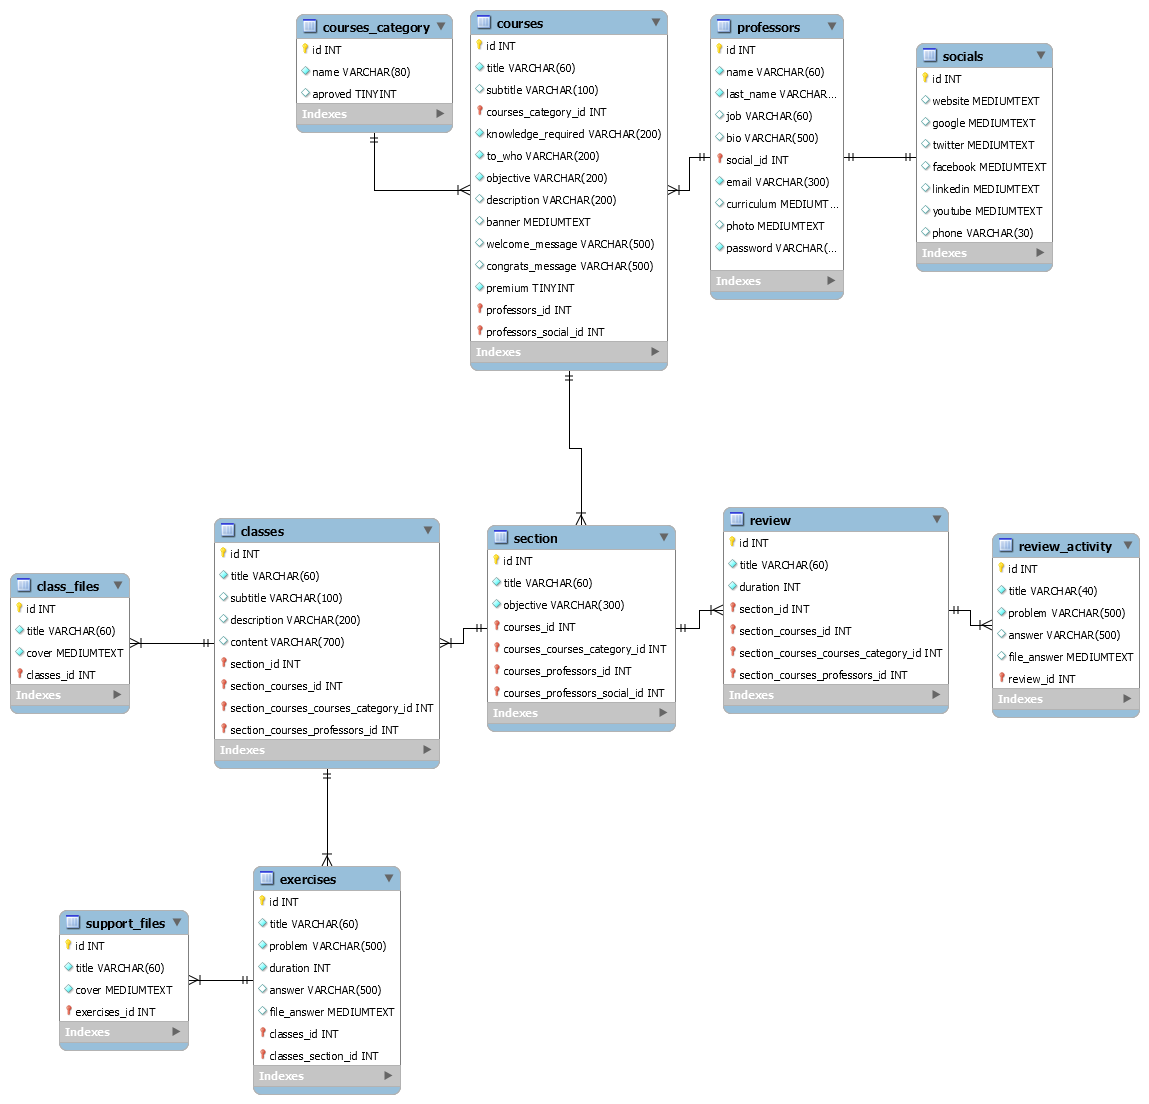 courses_category
id INT
name VARCHAR(80)
aproved TINYINT
Indexes
courses
id INT
title VARCHAR(60)
subtitle VARCHAR(100)
courses_category_id INT
knowledge_required VARCHAR(200)
to_who VARCHAR(200)
objective VARCHAR(200)
description VARCHAR(200)
banner MEDIUMTEXT
welcome_message VARCHAR(500)
congrats_message VARCHAR(500)
premium TINYINT
professors_id INT
professors_social_id INT
Indexes
professors
id INT
name VARCHAR(60)
last_name VARCHAR...
job VARCHAR(60)
bio VARCHAR(500)
social_id INT
email VARCHAR(300)
curriculum MEDIUMT...
photo MEDIUMTEXT
password VARCHAR(...
Indexes
socials
id INT
website MEDIUMTEXT
google MEDIUMTEXT
twitter MEDIUMTEXT
facebook MEDIUMTEXT
linkedin MEDIUMTEXT
youtube MEDIUMTEXT
phone VARCHAR(30)
Indexes
class_files
id INT
title VARCHAR(60)
cover MEDIUMTEXT
classes_id INT
Indexes
classes
id INT
title VARCHAR(60)
subtitle VARCHAR(100)
description VARCHAR(200)
content VARCHAR(700)
section_id INT
section_courses_id INT
section_courses_courses_category_id INT
section_courses_professors_id INT
Indexes
section
id INT
title VARCHAR(60)
objective VARCHAR(300)
courses_id INT
courses_courses_category_id INT
courses_professors_id INT
courses_professors_social_id INT
Indexes
review
id INT
title VARCHAR(60)
duration INT
section_id INT
section_courses_id INT
section_courses_courses_category_id INT
section_courses_professors_id INT
Indexes
review_activity
id INT
title VARCHAR(40)
problem VARCHAR(500)
answer VARCHAR(500)
file_answer MEDIUMTEXT
review_id INT
Indexes
support_files
id INT
title VARCHAR(60)
cover MEDIUMTEXT
exercises_id INT
Indexes
exercises
id INT
title VARCHAR(60)
problem VARCHAR(500)
duration INT
answer VARCHAR(500)
file_answer MEDIUMTEXT
classes_id INT
classes_section_id INT
Indexes